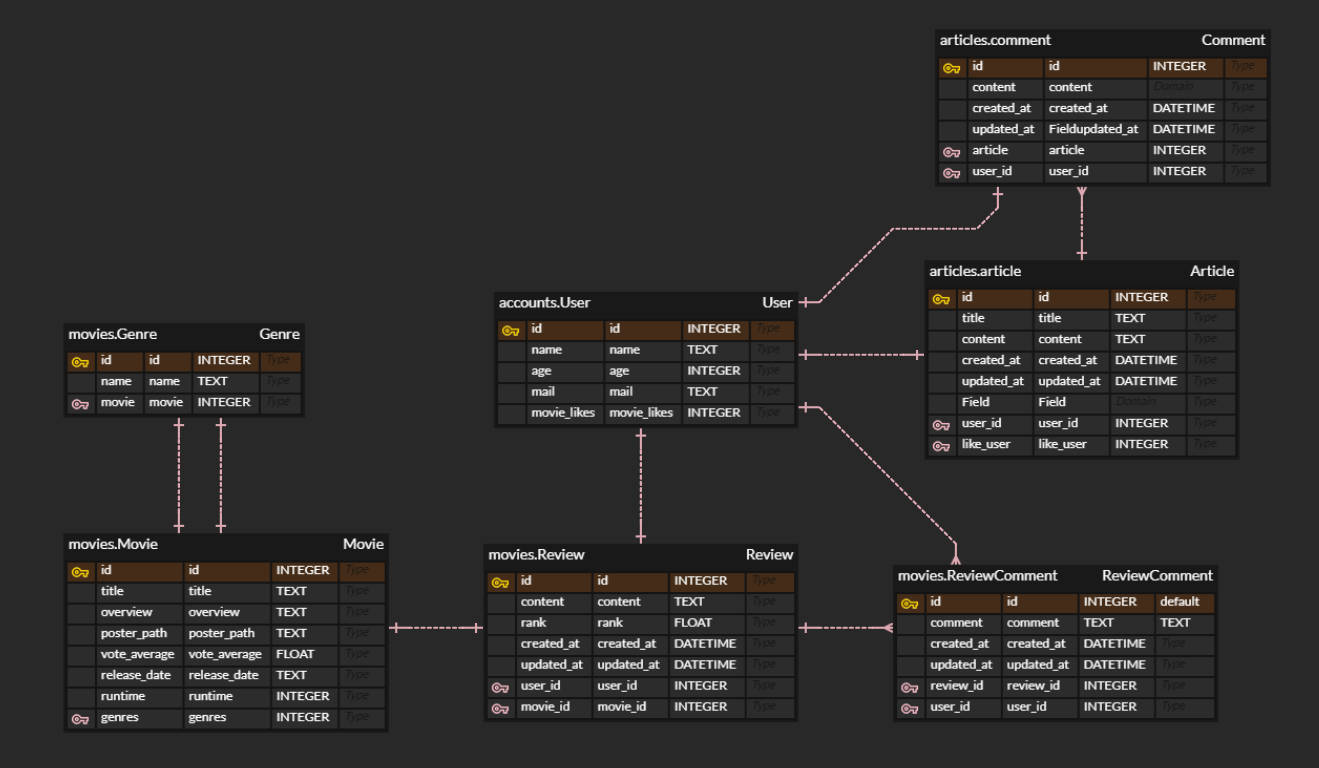 articles.comment Comment
id id INTEGER Type
content content Domain Type
created_at created_at DATETIME Type
updated_at Fieldupdated_at DATETIME Type
article article INTEGER Type
user_id user_id INTEGER Type
articles.article Article
id id INTEGER Type
title title TEXT Type
content content TEXT Type
created_at created_at DATETIME Type
updated_at updated_at DATETIME Type
Field Field Domain Type
user_id user_id INTEGER Type
like_user like_user INTEGER Type
accounts.User User
id id INTEGER Type
name name TEXT Type
age age INTEGER Type
mail mail TEXT Type
movie_likes movie_likes INTEGER Type
movies.Genre Genre
id id INTEGER Type
name name TEXT Type
movie movie INTEGER Type
movies.Movie Movie
id id INTEGER Type
title title TEXT Type
overview overview TEXT Type
poster_path poster_path TEXT Type
vote_average vote_average FLOAT Type
release_date release_date TEXT Type
runtime runtime INTEGER Type
genres genres INTEGER Type
movies.Review Review
id id INTEGER Type
content content TEXT Type
rank rank FLOAT Type
created_at created_at DATETIME Type
updated_at updated_at DATETIME Type
user_id user_id INTEGER Type
movie_id movie_id INTEGER Type
movies.ReviewComment ReviewComment
id id INTEGER default
comment comment TEXT TEXT
created_at created_at DATETIME Type
updated_at updated_at DATETIME Type
review_id review_id INTEGER Type
user_id user_id INTEGER Type